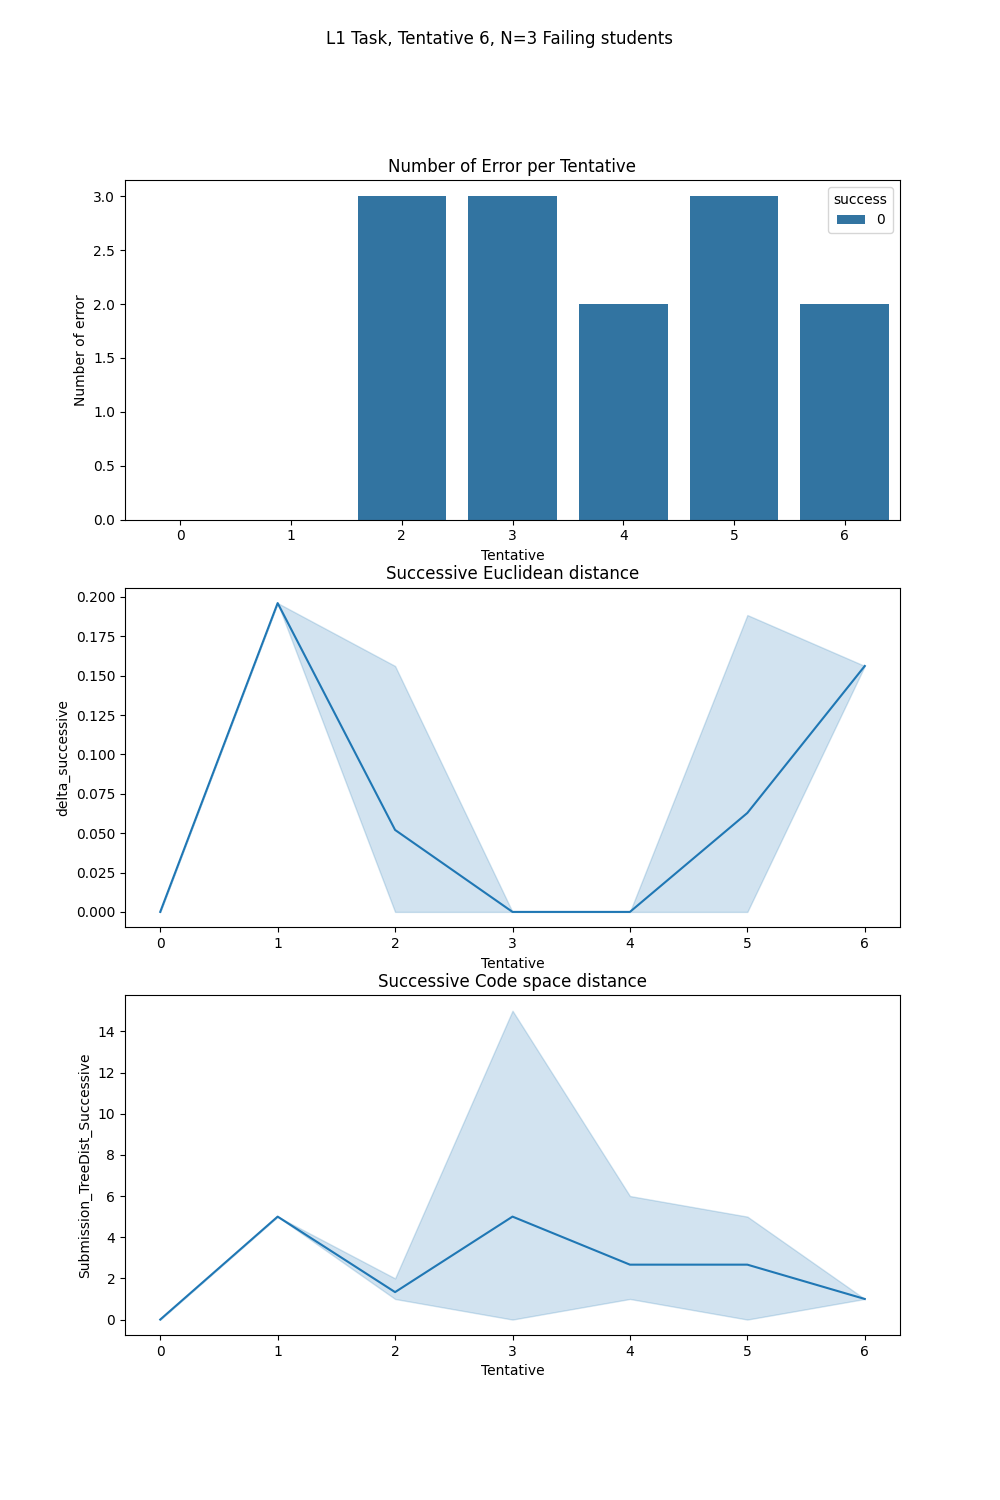 L1 Task, Tentative 6, N=3 Failing students
Number of Error per Tentative
Number of error
3.0
2.5
2.0
1.5
1.0
0.5
0.0
success
0
0 1 2 3 4 5 6
Tentative
Successive Euclidean distance
delta_successive
0.200
0.175
0.150
0.125
0.100
0.075
0.050
0.025
0.000
0 1 2 3 4 5 6
Tentative
Successive Code space distance
Submission_TreeDist_Successive
14
12
10
8
6
4
2
0
0 1 2 3 4 5 6
Tentative